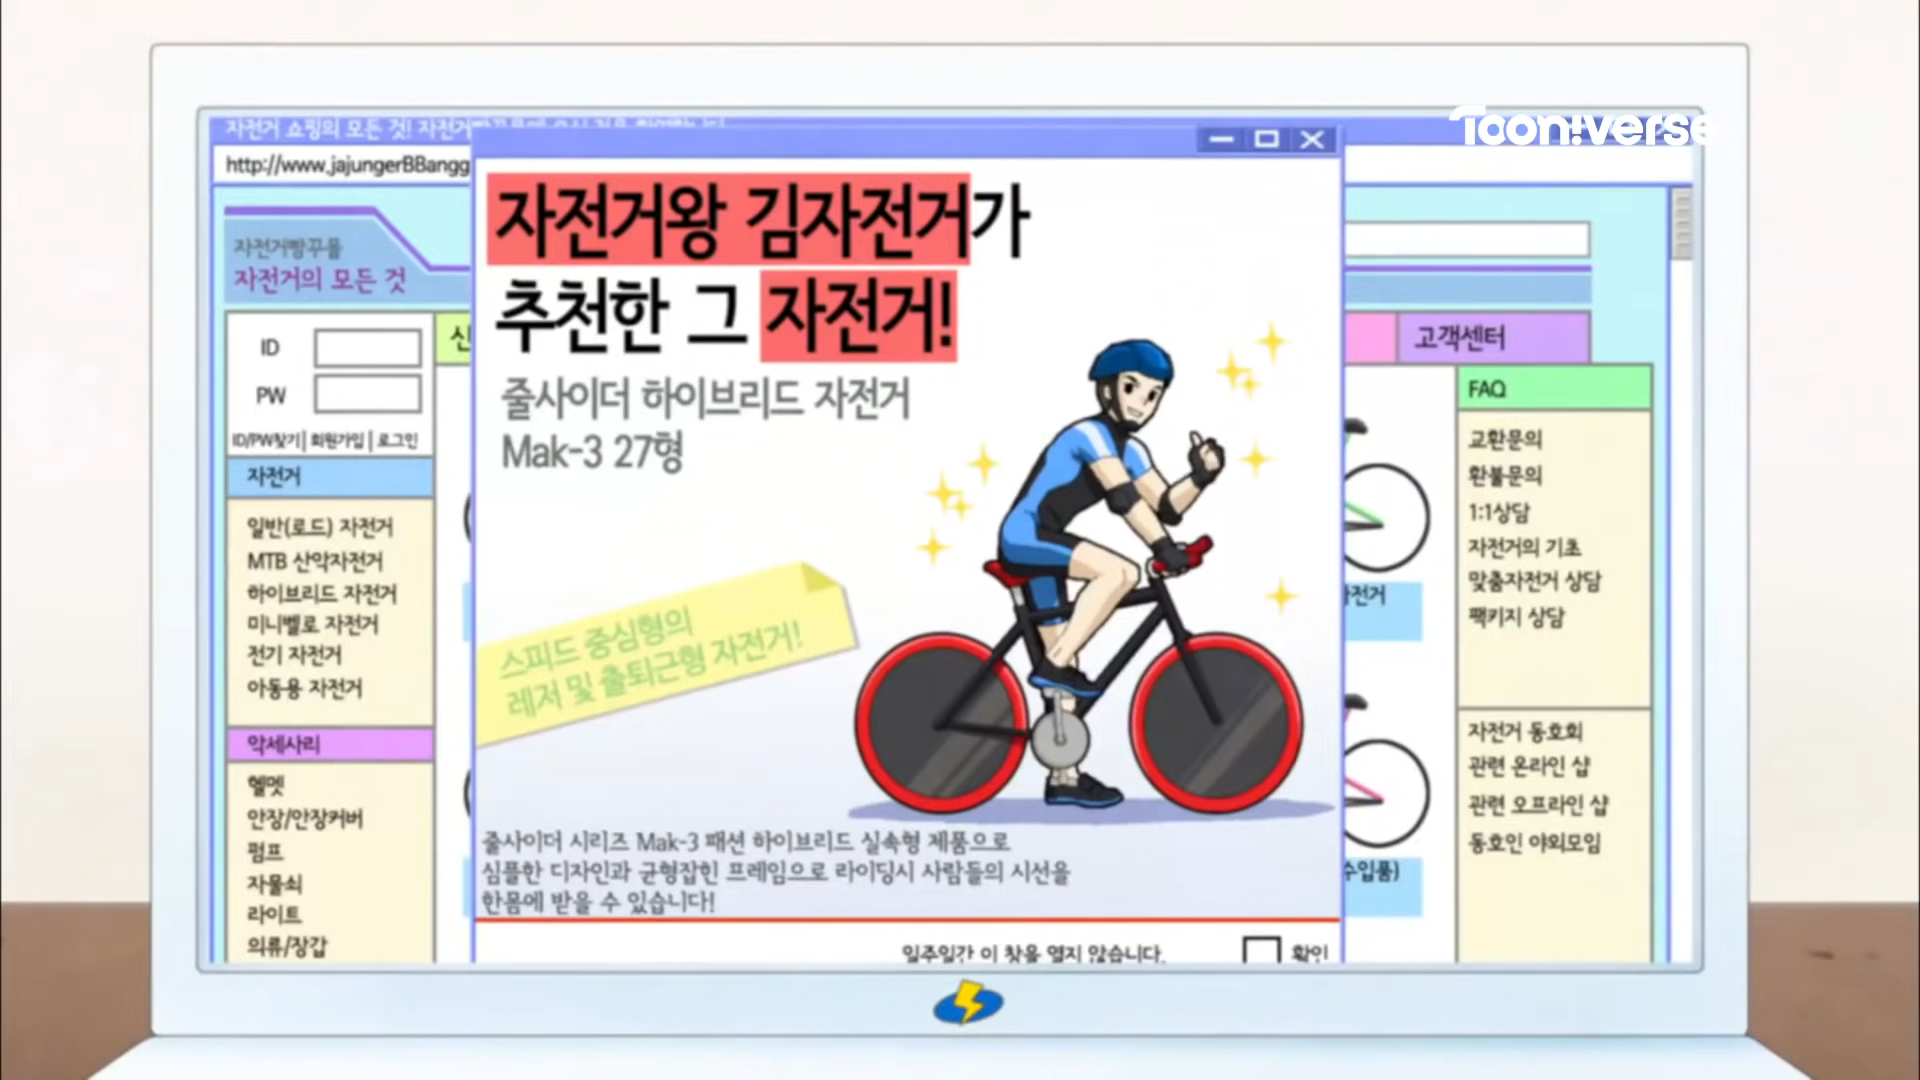 tooniverse
자전거 쇼핑의 모든 것! 자전거
http://www.jajungerBBangg
자전거빵꾸몰
자전거의 모든 것
ID
PW
ID/PW찾기 | 회원가입 | 로그인
자전거
일반(로드) 자전거
MTB 산악자전거
하이브리드 자전거
미니벨로 자전거
전기 자전거
아동용 자전거
악세사리
헬멧
안장/안장커버
펌프
자물쇠
라이트
의류/장갑
신
자전거왕 김자전거가
추천한 그 자전거!
줄사이더 하이브리드 자전거
Mak-3 27형
스피드 중심형의
레저 및 출퇴근형 자전거!
줄사이더 시리즈 Mak-3 패션 하이브리드 실속형 제품으로
심플한 디자인과 균형잡힌 프레임으로 라이딩시 사람들의 시선을
한몸에 받을 수 있습니다!
일주일간 이 창을 열지 않습니다.
확인
고객센터
전거
수입품)
FAQ
교환문의
환불문의
1:1상담
자전거의 기초
맞춤자전거 상담
팩키지 상담
자전거 동호회
관련 온라인 샵
관련 오프라인 샵
동호인 야외모임